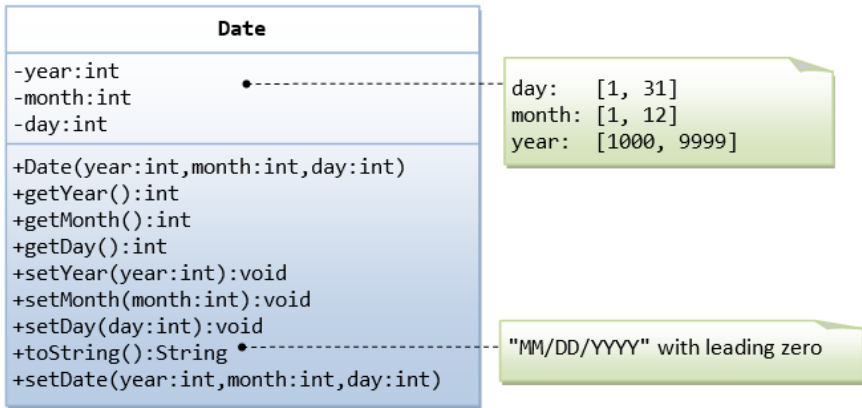 Date
-year:int
-month:int
-day:int
day:   [1, 31]
month: [1, 12]
year:  [1000, 9999]
+Date(year:int,month:int,day:int)
+getYear():int
+getMonth():int
+getDay():int
+setYear(year:int):void
+setMonth(month:int):void
+setDay(day:int):void
+toString():String
+setDate(year:int,month:int,day:int)
"MM/DD/YYYY" with leading zero